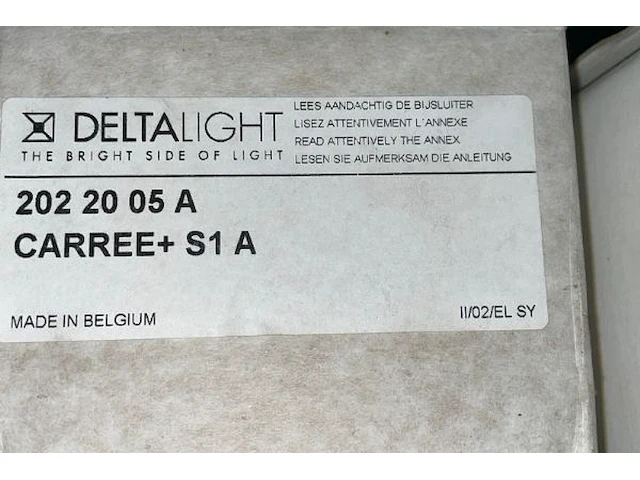 DELTALIGHT
THE BRIGHT SIDE OF LIGHT
LEES AANDACHTIG DE BIJSLUITER
LISEZ ATTENTIVEMENT L'ANNEXE
READ ATTENTIVELY THE ANNEX
LESEN SIE AUFMERKSAM DIE ANLEITUNG
202 20 05 A
CARREE+ S1 A
MADE IN BELGIUM
II/02/EL SY